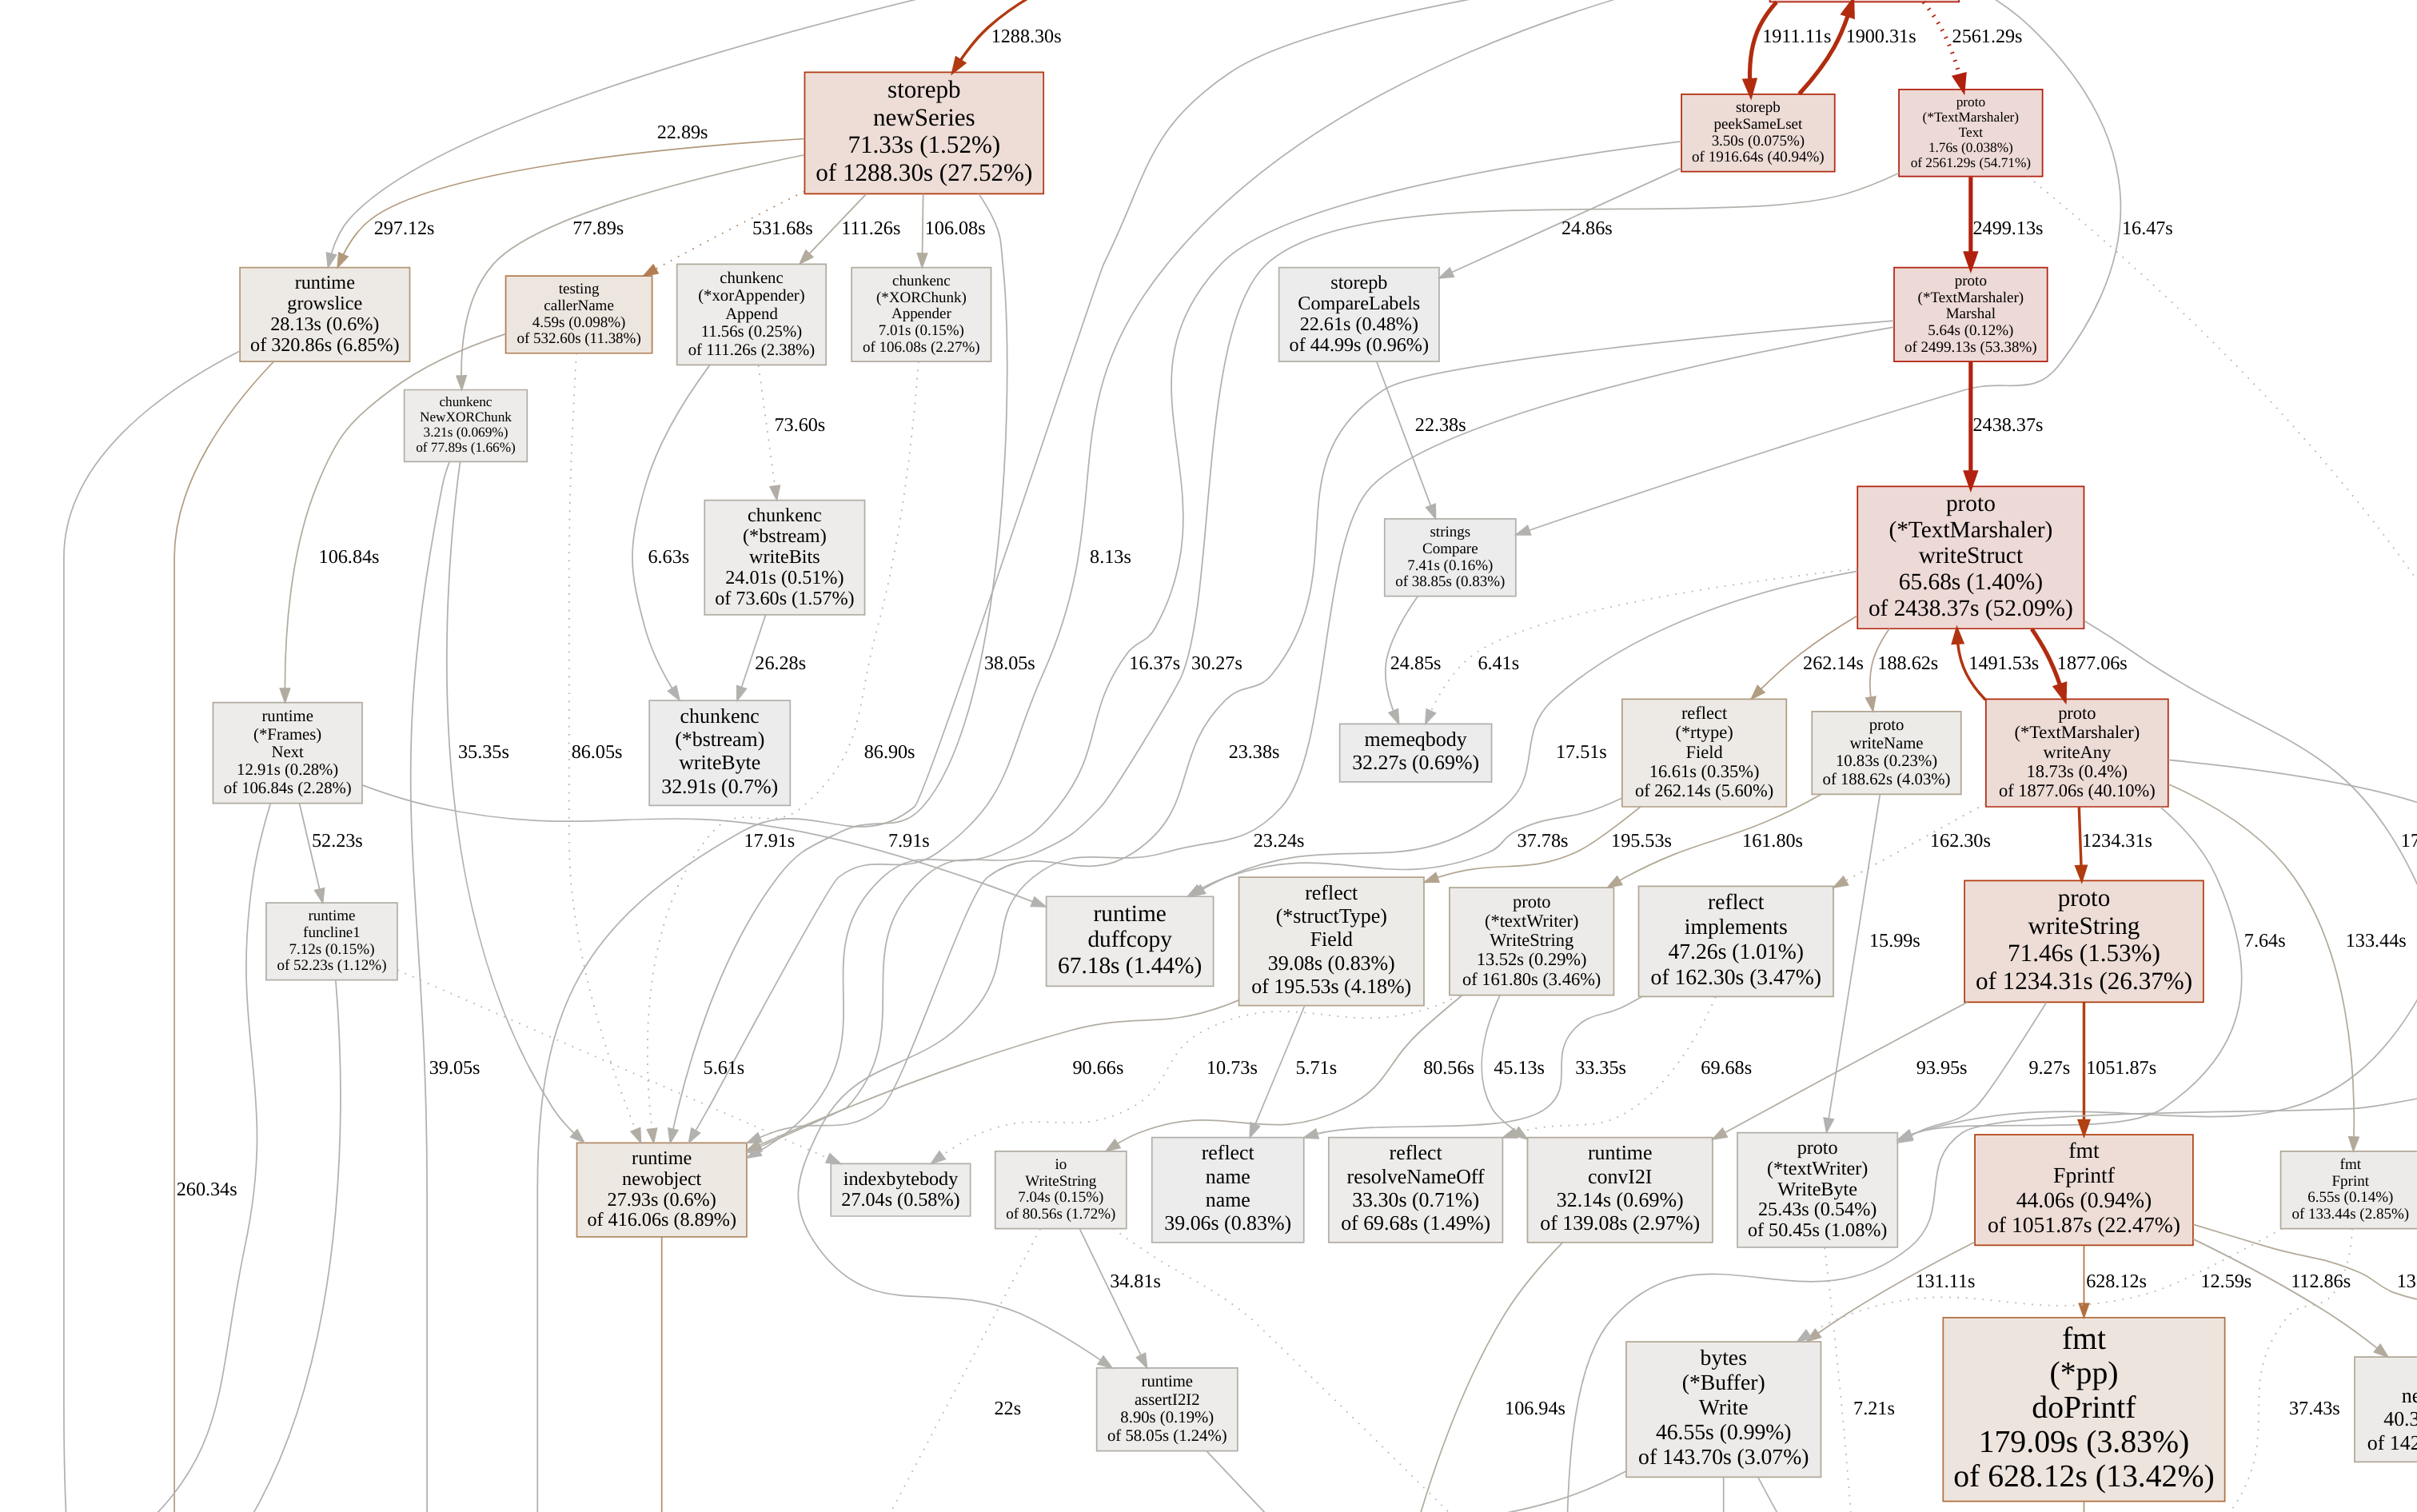 1288.30s
1911.11s
1900.31s
2561.29s
storepb
newSeries
71.33s (1.52%)
of 1288.30s (27.52%)
storepb
peekSameLset
3.50s (0.075%)
of 1916.64s (40.94%)
proto
(*TextMarshaler)
Text
1.76s (0.038%)
of 2561.29s (54.71%)
22.89s
297.12s
77.89s
531.68s
111.26s
106.08s
24.86s
2499.13s
16.47s
runtime
growslice
28.13s (0.6%)
of 320.86s (6.85%)
testing
callerName
4.59s (0.098%)
of 532.60s (11.38%)
chunkenc
(*xorAppender)
Append
11.56s (0.25%)
of 111.26s (2.38%)
chunkenc
(*XORChunk)
Appender
7.01s (0.15%)
of 106.08s (2.27%)
storepb
CompareLabels
22.61s (0.48%)
of 44.99s (0.96%)
proto
(*TextMarshaler)
Marshal
5.64s (0.12%)
of 2499.13s (53.38%)
chunkenc
NewXORChunk
3.21s (0.069%)
of 77.89s (1.66%)
73.60s
22.38s
2438.37s
chunkenc
(*bstream)
writeBits
24.01s (0.51%)
of 73.60s (1.57%)
strings
Compare
7.41s (0.16%)
of 38.85s (0.83%)
proto
(*TextMarshaler)
writeStruct
65.68s (1.40%)
of 2438.37s (52.09%)
106.84s
6.63s
8.13s
26.28s
38.05s
16.37s
30.27s
24.85s
6.41s
262.14s
188.62s
1491.53s
1877.06s
runtime
(*Frames)
Next
12.91s (0.28%)
of 106.84s (2.28%)
chunkenc
(*bstream)
writeByte
32.91s (0.7%)
memeqbody
32.27s (0.69%)
reflect
(*rtype)
Field
16.61s (0.35%)
of 262.14s (5.60%)
proto
writeName
10.83s (0.23%)
of 188.62s (4.03%)
proto
(*TextMarshaler)
writeAny
18.73s (0.4%)
of 1877.06s (40.10%)
35.35s
86.05s
86.90s
23.38s
17.51s
52.23s
17.91s
7.91s
23.24s
37.78s
195.53s
161.80s
162.30s
1234.31s
17
runtime
funcline1
7.12s (0.15%)
of 52.23s (1.12%)
runtime
duffcopy
67.18s (1.44%)
reflect
(*structType)
Field
39.08s (0.83%)
of 195.53s (4.18%)
proto
(*textWriter)
WriteString
13.52s (0.29%)
of 161.80s (3.46%)
reflect
implements
47.26s (1.01%)
of 162.30s (3.47%)
proto
writeString
71.46s (1.53%)
of 1234.31s (26.37%)
15.99s
7.64s
133.44s
39.05s
5.61s
90.66s
10.73s
5.71s
80.56s
45.13s
33.35s
69.68s
93.95s
9.27s
1051.87s
runtime
newobject
27.93s (0.6%)
of 416.06s (8.89%)
indexbytebody
27.04s (0.58%)
io
WriteString
7.04s (0.15%)
of 80.56s (1.72%)
reflect
name
name
39.06s (0.83%)
reflect
resolveNameOff
33.30s (0.71%)
of 69.68s (1.49%)
runtime
convI2I
32.14s (0.69%)
of 139.08s (2.97%)
proto
(*textWriter)
WriteByte
25.43s (0.54%)
of 50.45s (1.08%)
fmt
Fprintf
44.06s (0.94%)
of 1051.87s (22.47%)
fmt
Fprint
6.55s (0.14%)
of 133.44s (2.85%)
260.34s
34.81s
131.11s
628.12s
12.59s
112.86s
13
runtime
assertI2I2
8.90s (0.19%)
of 58.05s (1.24%)
bytes
(*Buffer)
Write
46.55s (0.99%)
of 143.70s (3.07%)
fmt
(*pp)
doPrintf
179.09s (3.83%)
of 628.12s (13.42%)
ne
40.3
of 142
22s
106.94s
7.21s
37.43s